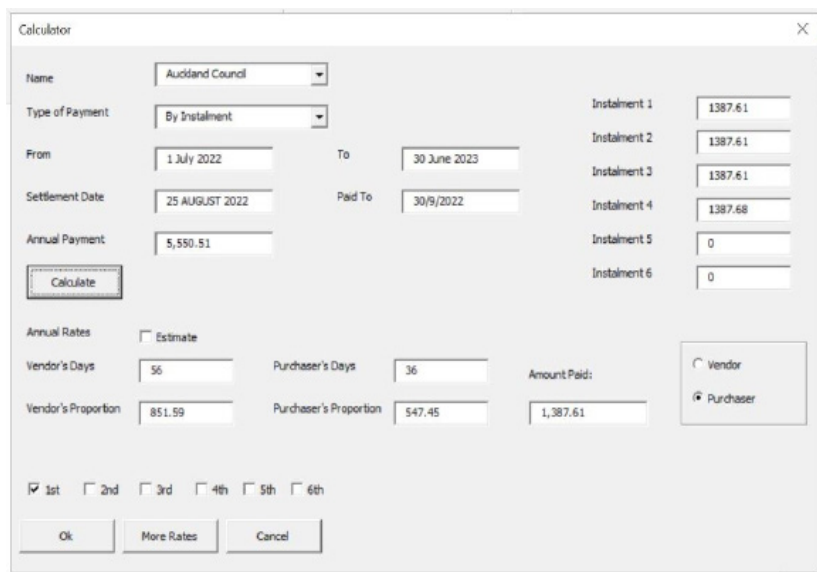 Calculator
Name Auckland Council
Type of Payment By Instalment
Instalment 1 1387.61
Instalment 2 1387.61
From 1 July 2022 To 30 June 2023
Instalment 3 1387.61
Settlement Date 25 AUGUST 2022 Paid To 30/9/2022
Instalment 4 1387.68
Annual Payment 5,550.51
Instalment 5 0
Calculate
Instalment 6 0
Annual Rates Estimate
Vendor's Days 56 Purchaser's Days 36 Amount Paid: Vendor
Vendor's Proportion 851.59 Purchaser's Proportion 547.45 1,387.61 Purchaser
1st 2nd 3rd 4th 5th 6th
Ok More Rates Cancel